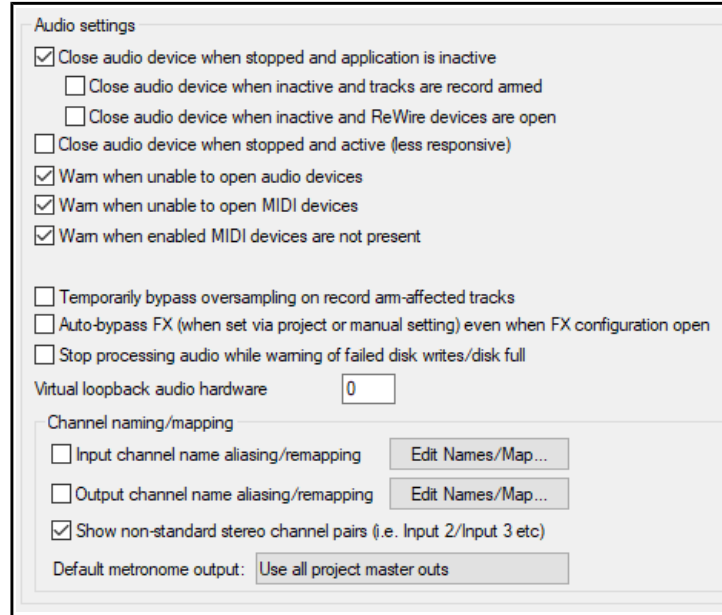 Audio settings
Close audio device when stopped and application is inactive
Close audio device when inactive and tracks are record armed
Close audio device when inactive and ReWire devices are open
Close audio device when stopped and active (less responsive)
Warn when unable to open audio devices
Warn when unable to open MIDI devices
Warn when enabled MIDI devices are not present
Temporarily bypass oversampling on record arm-affected tracks
Auto-bypass FX (when set via project or manual setting) even when FX configuration open
Stop processing audio while warning of failed disk writes/disk full
Virtual loopback audio hardware 0
Channel naming/mapping
Input channel name aliasing/remapping Edit Names/Map...
Output channel name aliasing/remapping Edit Names/Map...
Show non-standard stereo channel pairs (i.e. Input 2/Input 3 etc)
Default metronome output: Use all project master outs